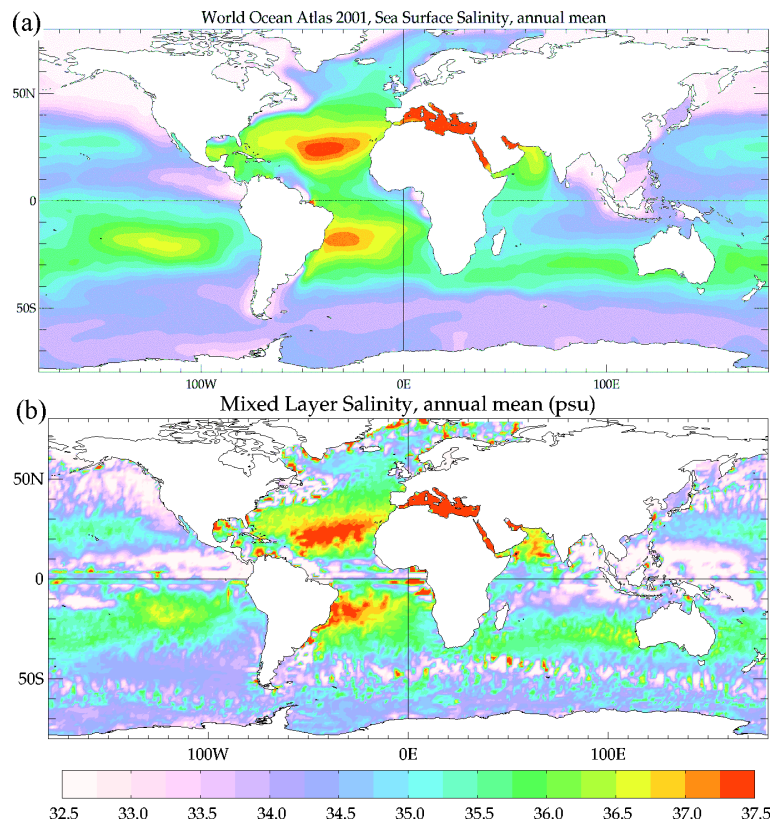 (a)
World Ocean Atlas 2001, Sea Surface Salinity, annual mean
50N
0
50S
100W 0E 100E
(b)
Mixed Layer Salinity, annual mean (psu)
50N
0
50S
100W 0E 100E
32.5 33.0 33.5 34.0 34.5 35.0 35.5 36.0 36.5 37.0 37.5